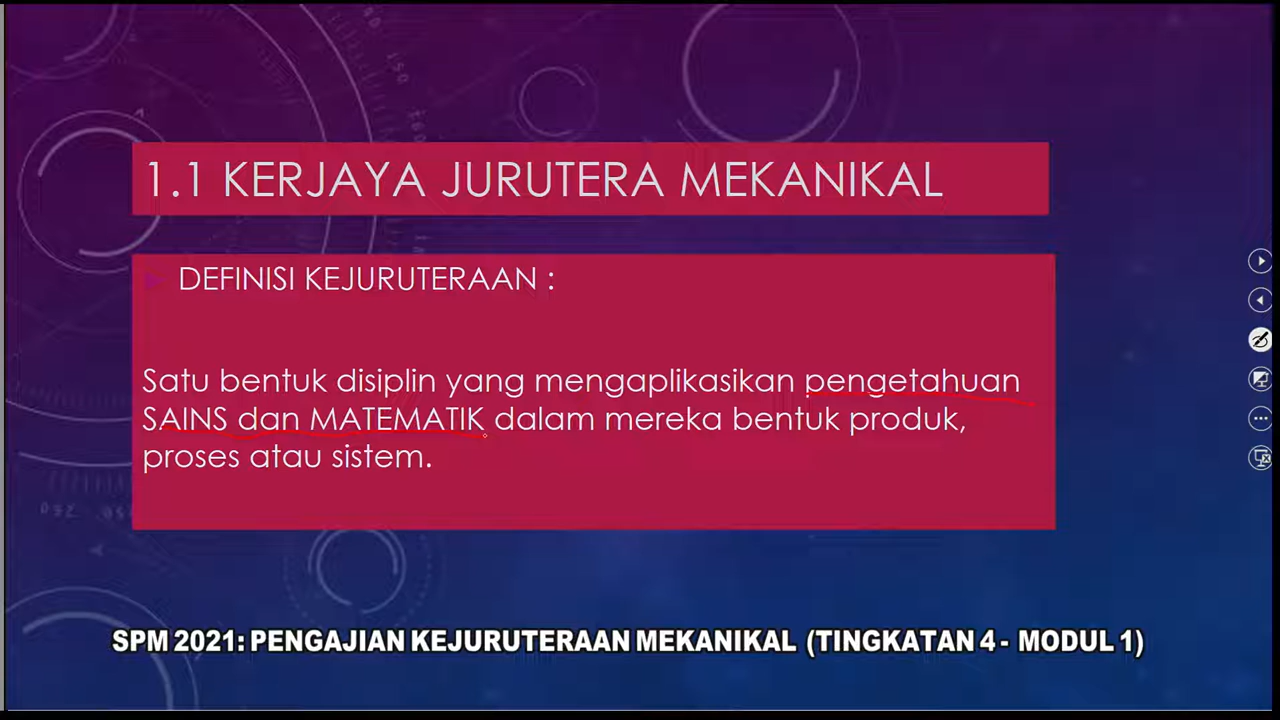 1.1 KERJAYA JURUTERA MEKANIKAL
DEFINISI KEJURUTERAAN :
Satu bentuk disiplin yang mengaplikasikan pengetahuan
SAINS dan MATEMATIK dalam mereka bentuk produk,
proses atau sistem.
SPM 2021: PENGAJIAN KEJURUTERAAN MEKANIKAL (TINGKATAN 4 - MODUL 1)